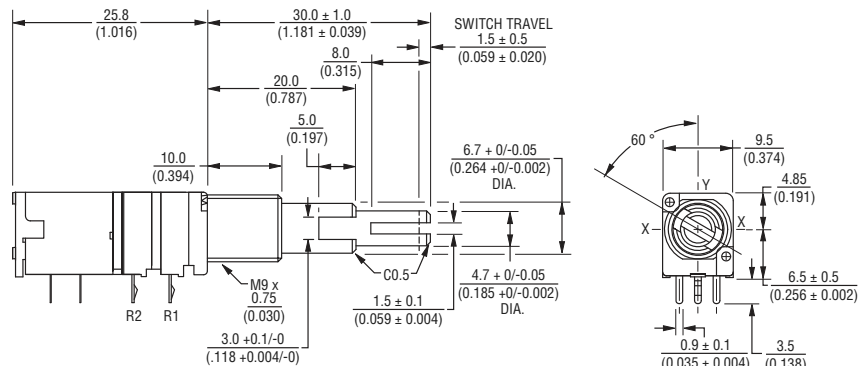 25.8
(1.016)
30.0 ± 1.0
(1.181 ± 0.039)
SWITCH TRAVEL
1.5 ± 0.5
(0.059 ± 0.020)
8.0
(0.315)
20.0
(0.787)
5.0
(0.197)
10.0
(0.394)
6.7 + 0/-0.05
(0.264 +0/-0.002)
DIA.
C0.5
4.7 + 0/-0.05
(0.185 +0/-0.002)
DIA.
M9 x
0.75
(0.030)
1.5 ± 0.1
(0.059 ± 0.004)
R2
R1
3.0 +0.1/-0
(.118 +0.004/-0)
60 °
9.5
(0.374)
Y
4.85
(0.191)
X
X
6.5 ± 0.5
(0.256 ± 0.002)
0.9 ± 0.1
(0.035 ± 0.004)
3.5
(0.138)